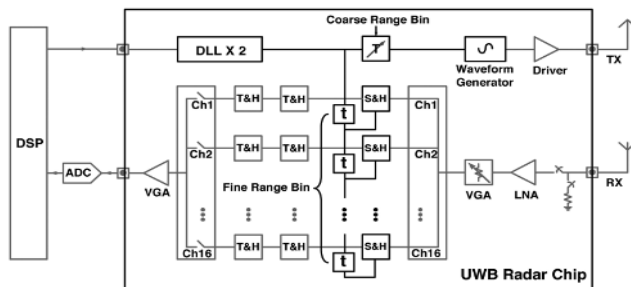 Coarse Range Bin
DLL X 2
T
Waveform
Generator
Driver
TX
DSP
ADC
VGA
Ch1
T&H
T&H
t
S&H
Ch1
Ch2
T&H
T&H
t
S&H
Ch2
Fine Range Bin
VGA
LNA
RX
Ch16
T&H
T&H
t
S&H
Ch16
UWB Radar Chip